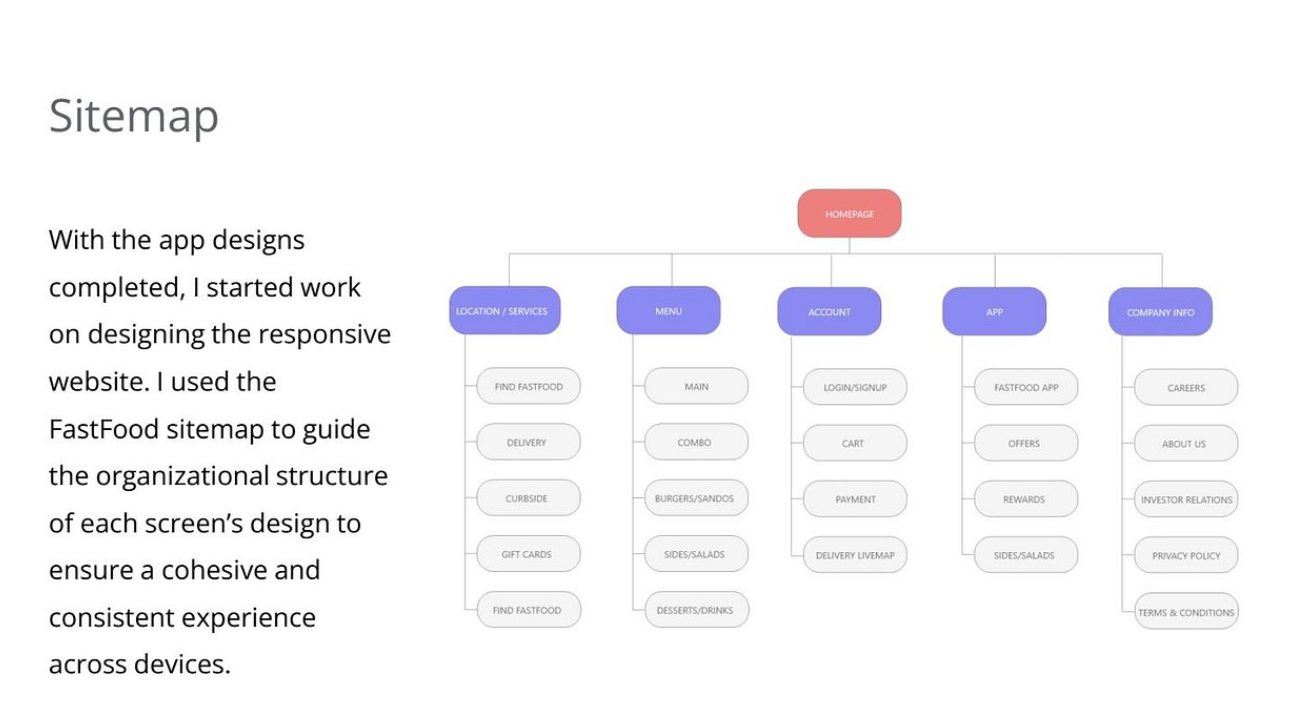 Sitemap
With the app designs
completed, I started work
on designing the responsive
website. I used the
FastFood sitemap to guide
the organizational structure
of each screen’s design to
ensure a cohesive and
consistent experience
across devices.
HOMEPAGE
LOCATION / SERVICES
FIND FASTFOOD
DELIVERY
CURBSIDE
GIFT CARDS
FIND FASTFOOD
MENU
MAIN
COMBO
BURGERS/SANDOS
SIDES/SALADS
DESSERTS/DRINKS
ACCOUNT
LOGIN/SIGNUP
CART
PAYMENT
DELIVERY LIVEMAP
APP
FASTFOOD APP
OFFERS
REWARDS
SIDES/SALADS
COMPANY INFO
CAREERS
ABOUT US
INVESTOR RELATIONS
PRIVACY POLICY
TERMS & CONDITIONS